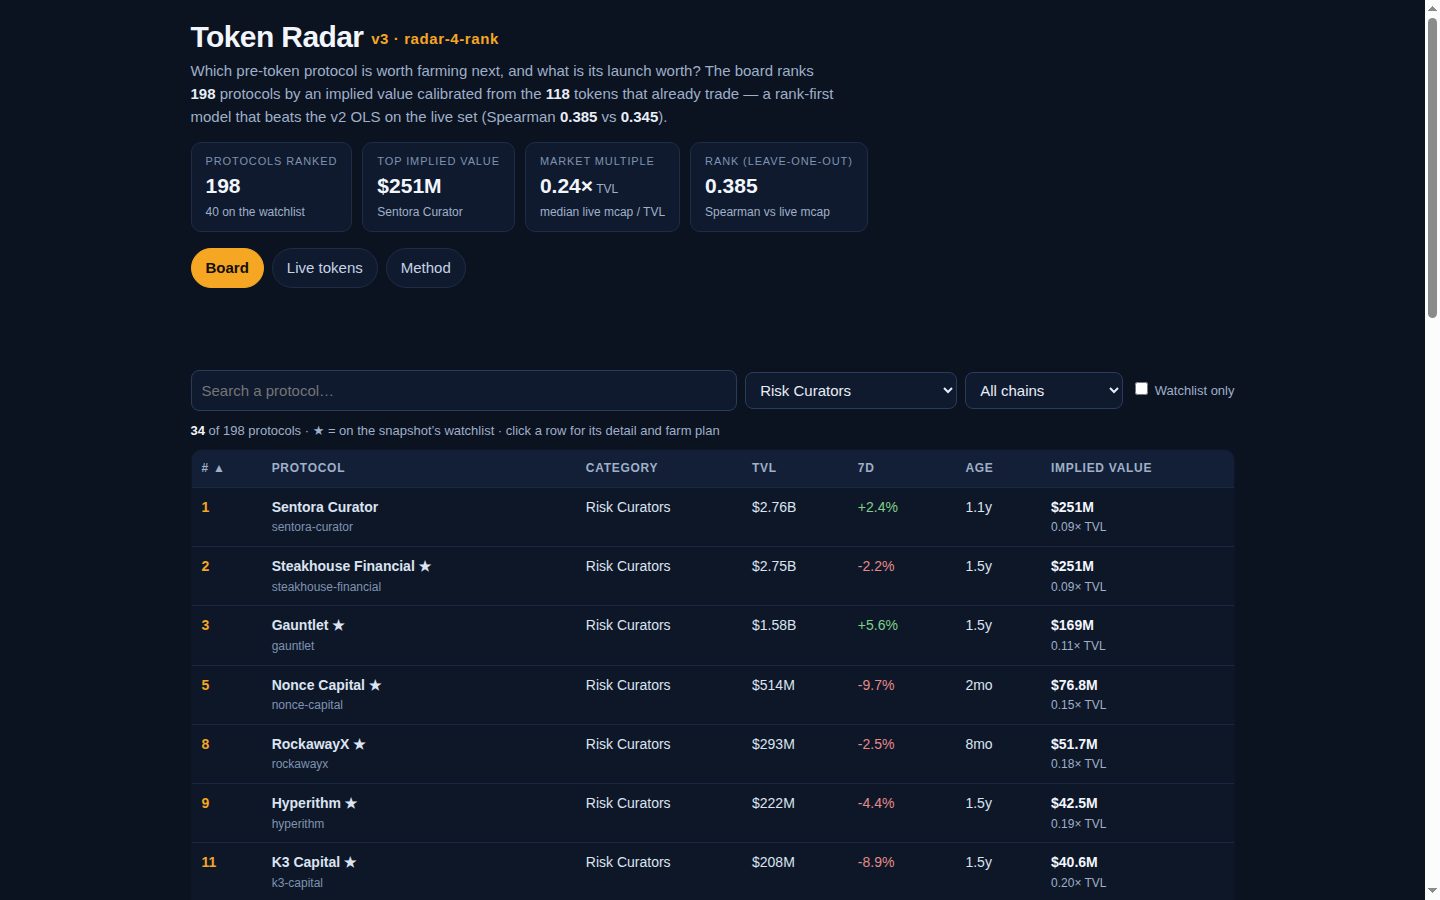 Token Radar v3 · radar-4-rank
Which pre-token protocol is worth farming next, and what is its launch worth? The board ranks
198 protocols by an implied value calibrated from the 118 tokens that already trade — a rank-first
model that beats the v2 OLS on the live set (Spearman 0.385 vs 0.345).
PROTOCOLS RANKED
198
40 on the watchlist
TOP IMPLIED VALUE
$251M
Sentora Curator
MARKET MULTIPLE
0.24× TVL
median live mcap / TVL
RANK (LEAVE-ONE-OUT)
0.385
Spearman vs live mcap
Board Live tokens Method
Search a protocol… Risk Curators All chains Watchlist only
34 of 198 protocols · ★ = on the snapshot's watchlist · click a row for its detail and farm plan
# ▲ PROTOCOL CATEGORY TVL 7D AGE IMPLIED VALUE
1 Sentora Curator Risk Curators $2.76B +2.4% 1.1y $251M
sentora-curator 0.09× TVL
2 Steakhouse Financial ★ Risk Curators $2.75B -2.2% 1.5y $251M
steakhouse-financial 0.09× TVL
3 Gauntlet ★ Risk Curators $1.58B +5.6% 1.5y $169M
gauntlet 0.11× TVL
5 Nonce Capital ★ Risk Curators $514M -9.7% 2mo $76.8M
nonce-capital 0.15× TVL
8 RockawayX ★ Risk Curators $293M -2.5% 8mo $51.7M
rockawayx 0.18× TVL
9 Hyperithm ★ Risk Curators $222M -4.4% 1.5y $42.5M
hyperithm 0.19× TVL
11 K3 Capital ★ Risk Curators $208M -8.9% 1.5y $40.6M
k3-capital 0.20× TVL